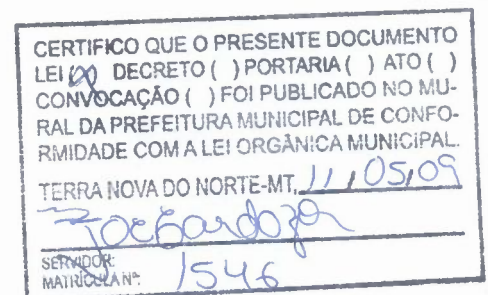 CERTIFICO QUE O PRESENTE DOCUMENTO
LEI (X) DECRETO ( ) PORTARIA ( ) ATO ( )
CONVOCAÇÃO ( ) FOI PUBLICADO NO MU-
RAL DA PREFEITURA MUNICIPAL DE CONFO-
RMIDADE COM A LEI ORGÂNICA MUNICIPAL.
TERRA NOVA DO NORTE-MT, 11/05/09
SERVIDOR:
MATRÍCULA Nº: 1546